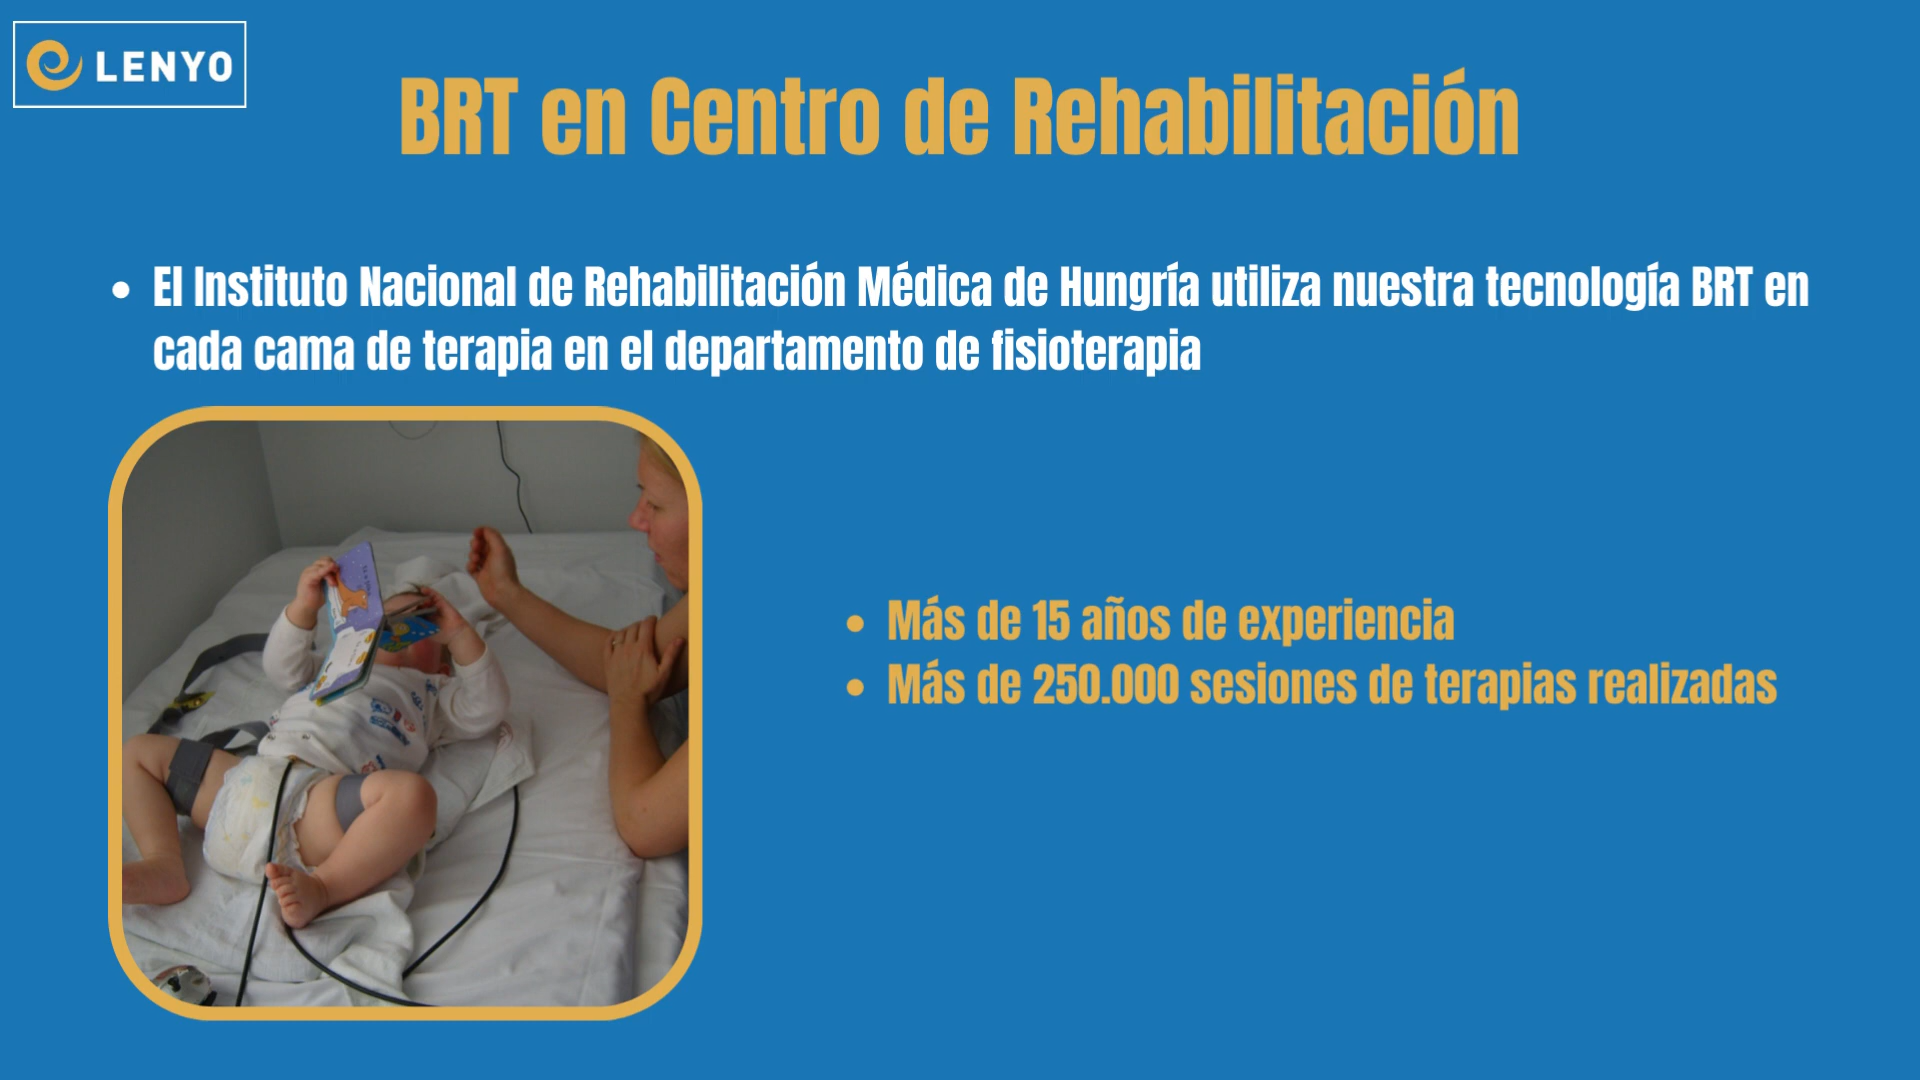 LENYO
BRT en Centro de Rehabilitación
• El Instituto Nacional de Rehabilitación Médica de Hungría utiliza nuestra tecnología BRT en
cada cama de terapia en el departamento de fisioterapia
• Más de 15 años de experiencia
• Más de 250.000 sesiones de terapias realizadas